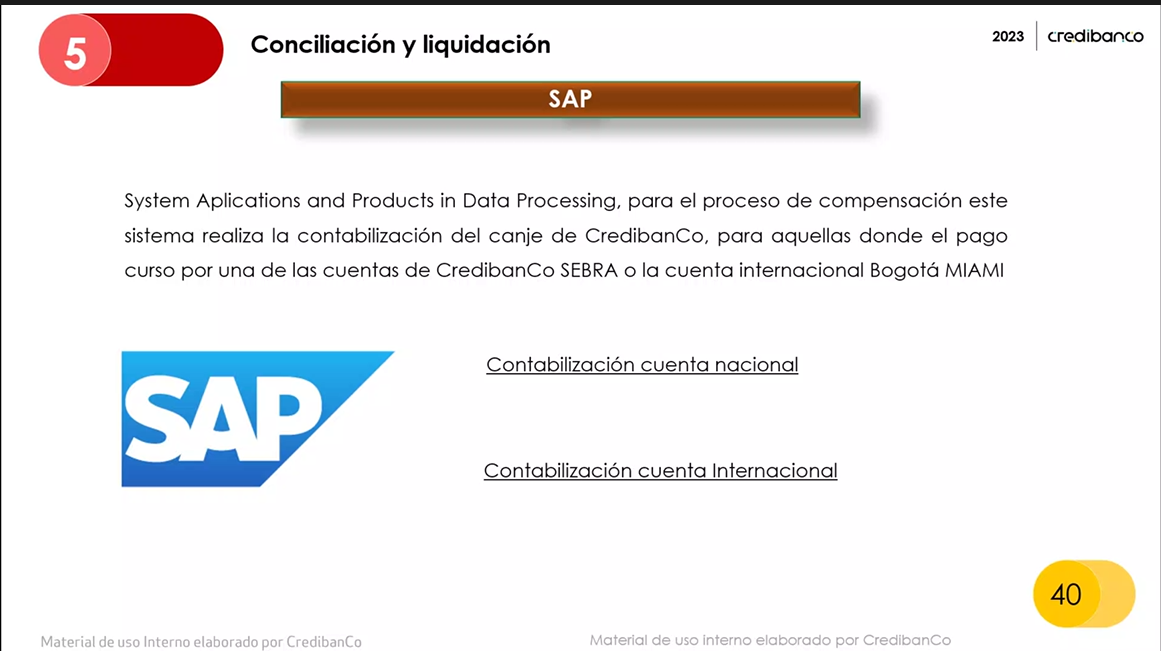 5
Conciliación y liquidación
2023
credibanco
SAP
System Aplications and Products in Data Processing, para el proceso de compensación este
sistema realiza la contabilización del canje de CredibanCo, para aquellas donde el pago
curso por una de las cuentas de CredibanCo SEBRA o la cuenta internacional Bogotá MIAMI
SAP
Contabilización cuenta nacional
Contabilización cuenta Internacional
40
Material de uso Interno elaborado por CredibanCo
Material de uso interno elaborado por CredibanCo